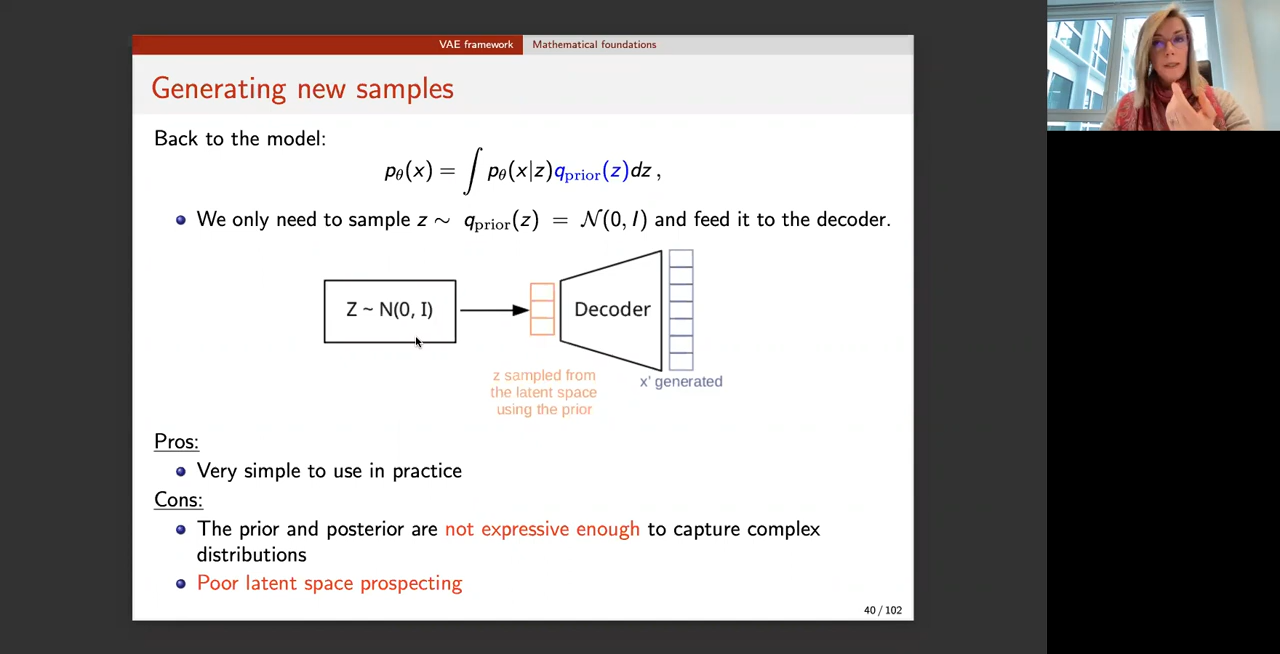 VAE framework Mathematical foundations
Generating new samples
Back to the model:
pθ(x) = ∫ pθ(x|z)qprior(z)dz ,
We only need to sample z ∼ qprior(z) = 𝒩(0, I) and feed it to the decoder.
Z ~ N(0, I)
Decoder
z sampled from
the latent space
using the prior
x' generated
Pros:
Very simple to use in practice
Cons:
The prior and posterior are not expressive enough to capture complex
distributions
Poor latent space prospecting
40 / 102